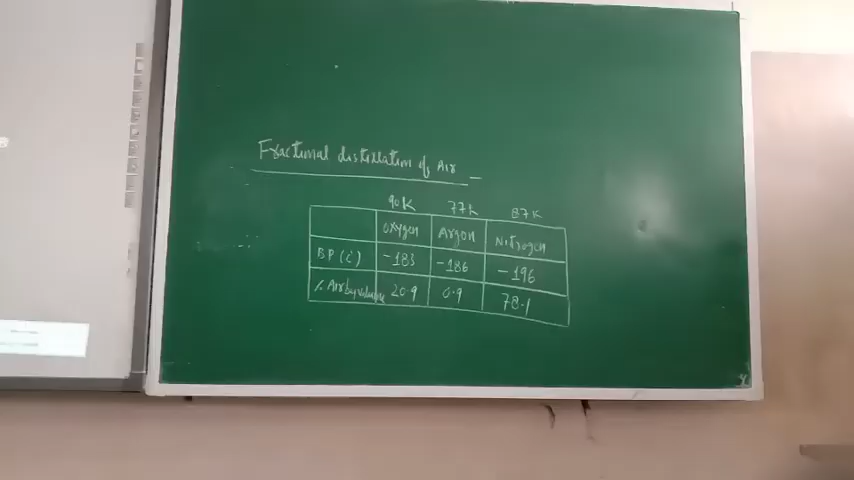 Fractional distillation of Air
90K 77K 87K
Oxygen Argon Nitrogen
BP (c) -183 -186 -196
% Air by volume 20.9 0.9 78.1